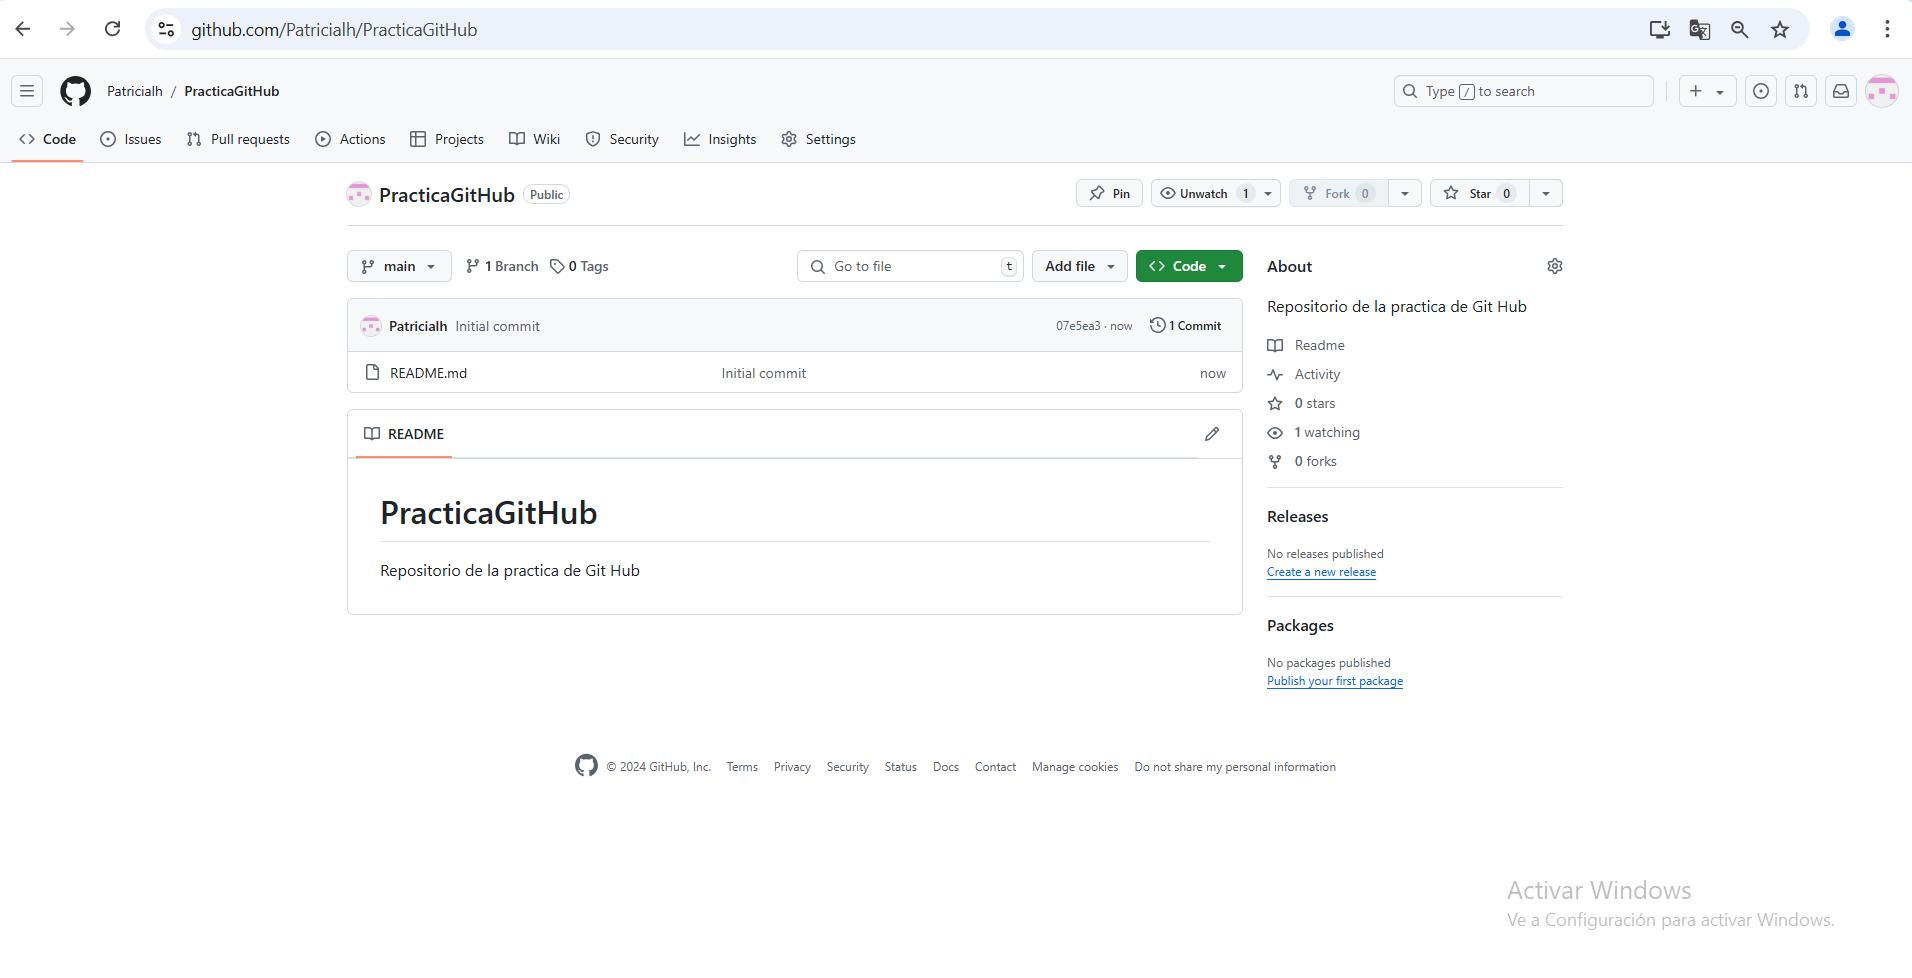 github.com/Patricialh/PracticaGitHub
Patricialh / PracticaGitHub
Type / to search
Code Issues Pull requests Actions Projects Wiki Security Insights Settings
PracticaGitHub Public
Pin Unwatch 1 Fork 0 Star 0
main 1 Branch 0 Tags Go to file t Add file Code
Patricialh Initial commit 07e5ea3 · now 1 Commit
README.md Initial commit now
README
PracticaGitHub
Repositorio de la practica de Git Hub
About
Repositorio de la practica de Git Hub
Readme
Activity
0 stars
1 watching
0 forks
Releases
No releases published
Create a new release
Packages
No packages published
Publish your first package
© 2024 GitHub, Inc. Terms Privacy Security Status Docs Contact Manage cookies Do not share my personal information
Activar Windows
Ve a Configuración para activar Windows.